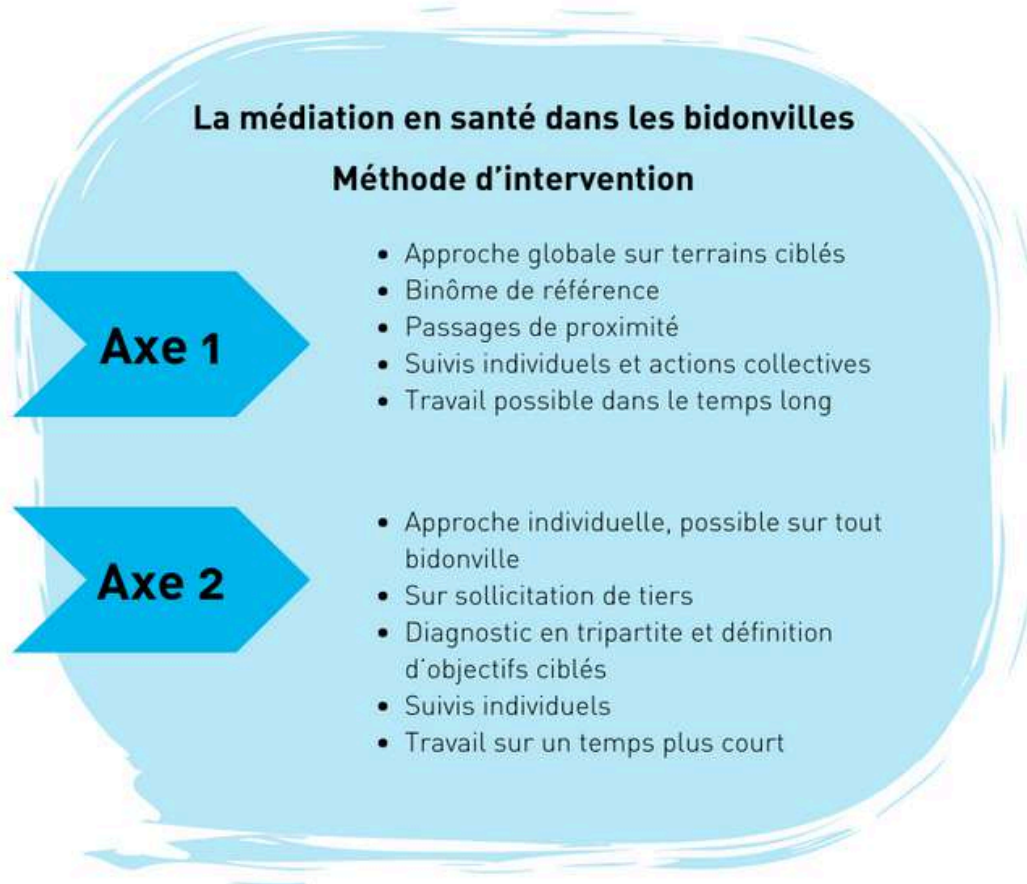 La médiation en santé dans les bidonvilles
Méthode d'intervention
Axe 1
• Approche globale sur terrains ciblés
• Binôme de référence
• Passages de proximité
• Suivis individuels et actions collectives
• Travail possible dans le temps long
Axe 2
• Approche individuelle, possible sur tout
bidonville
• Sur sollicitation de tiers
• Diagnostic en tripartite et définition
d'objectifs ciblés
• Suivis individuels
• Travail sur un temps plus court